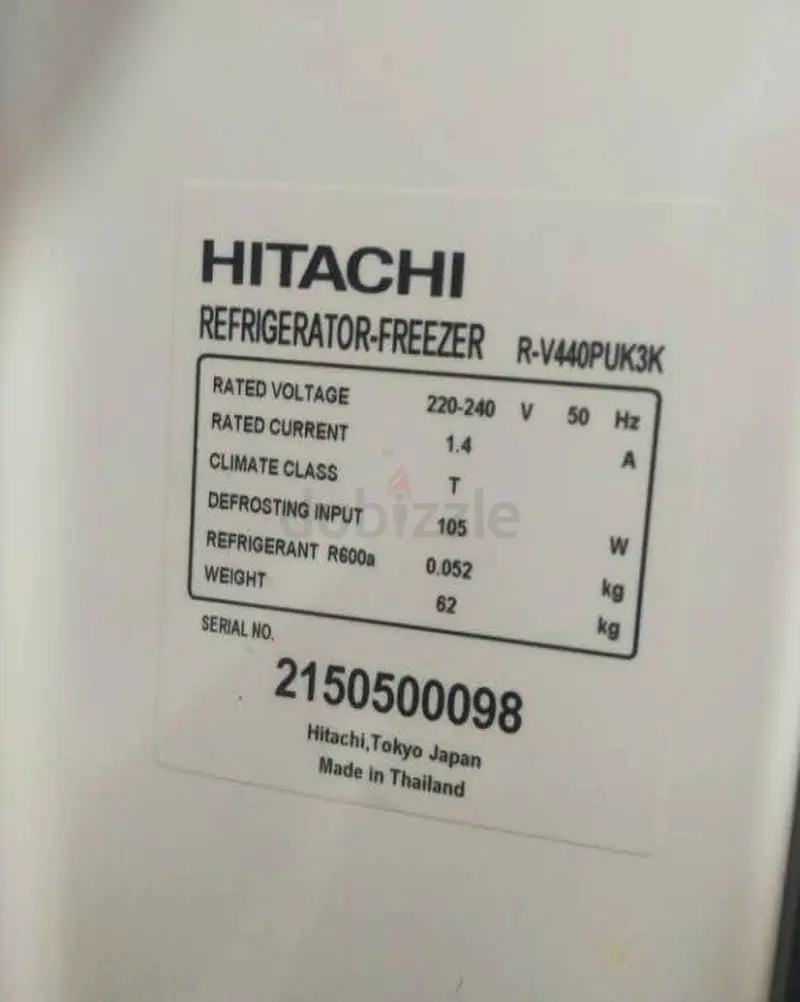 HITACHI
REFRIGERATOR-FREEZER R-V440PUK3K
RATED VOLTAGE 220-240 V 50 Hz
RATED CURRENT 1.4 A
CLIMATE CLASS T
DEFROSTING INPUT 105 W
REFRIGERANT R600a 0.052 kg
WEIGHT 62 kg
SERIAL NO.
2150500098
Hitachi,Tokyo Japan
Made in Thailand
dobizzle